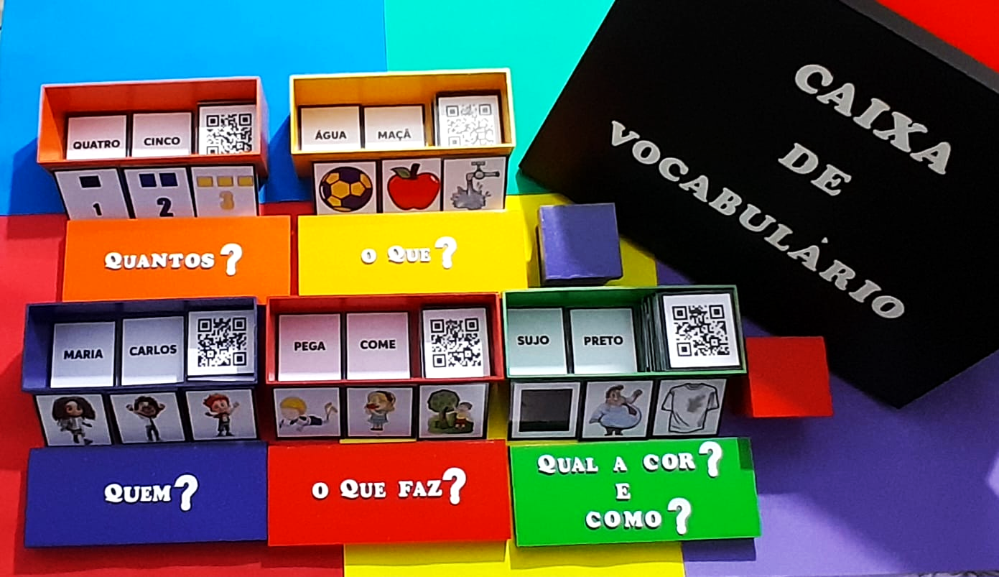 CAIXA
DE
VOCABULÁRIO
QUATRO
CINCO
ÁGUA
MAÇÃ
1
2
3
QUANTOS?
O QUE?
MARIA
CARLOS
PEGA
COME
SUJO
PRETO
QUEM?
O QUE FAZ?
QUAL A COR?
E
COMO?